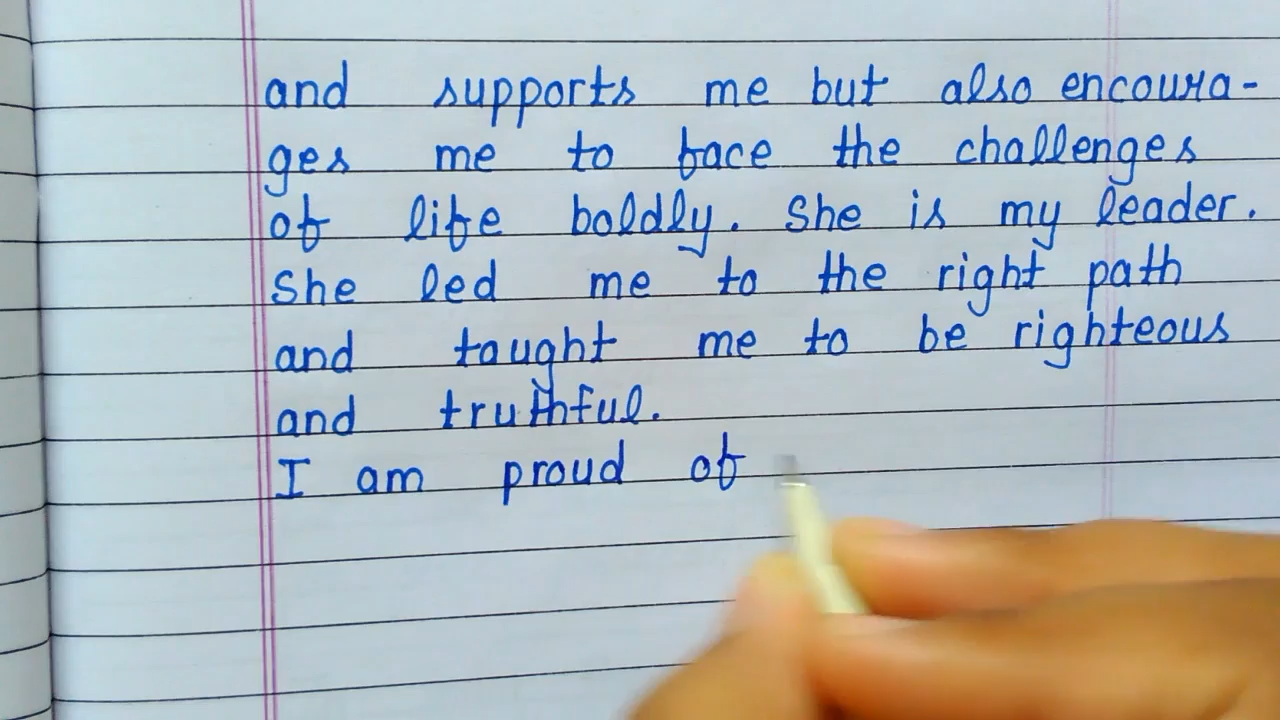 and supports me but also encoura-
ges me to face the challenges
of life boldly. She is my leader.
She led me to the right path
and taught me to be righteous
and truthful.
I am proud of